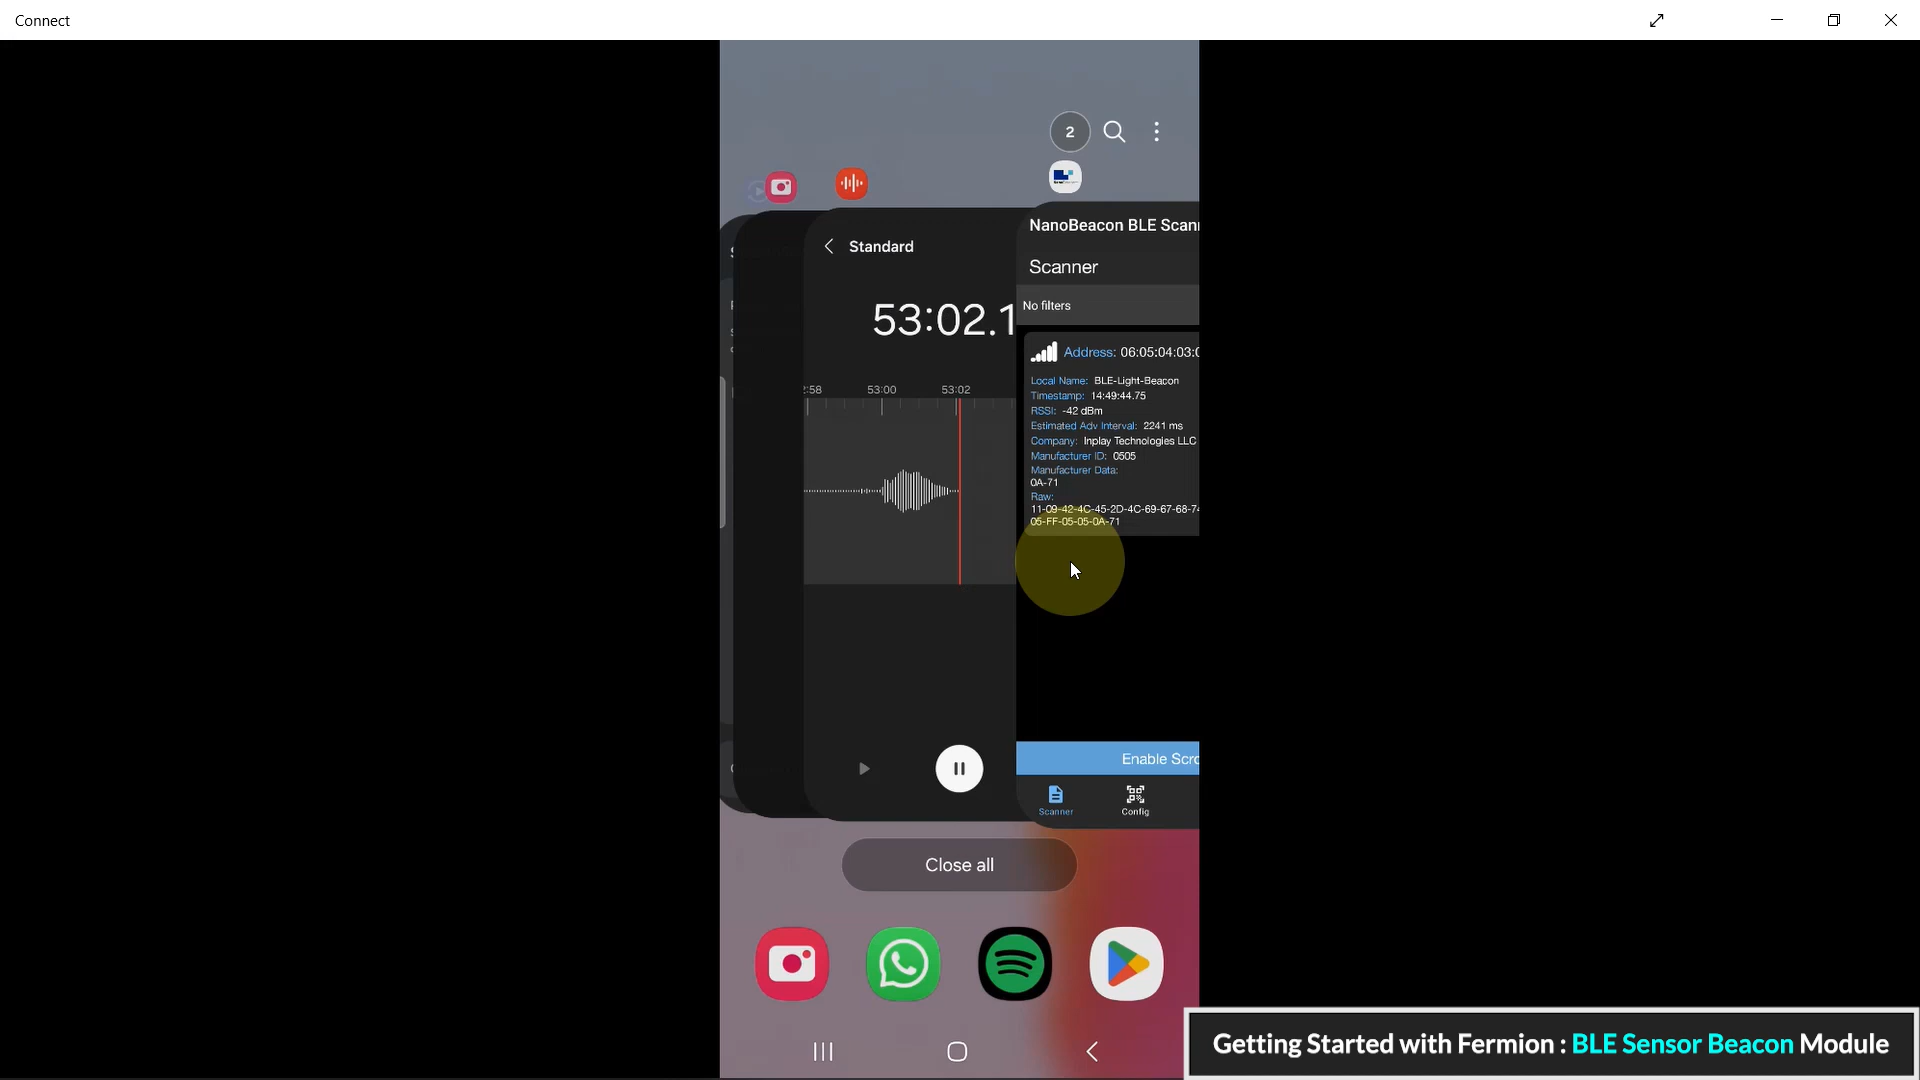 Connect
2
Standard
53:02.1
:58 53:00 53:02
NanoBeacon BLE Scan
Scanner
No filters
Address: 06:05:04:03:0
Local Name: BLE-Light-Beacon
Timestamp: 14:49:44.75
RSSI: -42 dBm
Estimated Adv Interval: 2241 ms
Company: Inplay Technologies LLC
Manufacturer ID: 0505
Manufacturer Data:
0A-71
Raw:
11-09-42-4C-45-2D-4C-69-67-68-74
05-FF-05-05-0A-71
Enable Scro
Scanner Config
Close all
Getting Started with Fermion : BLE Sensor Beacon Module